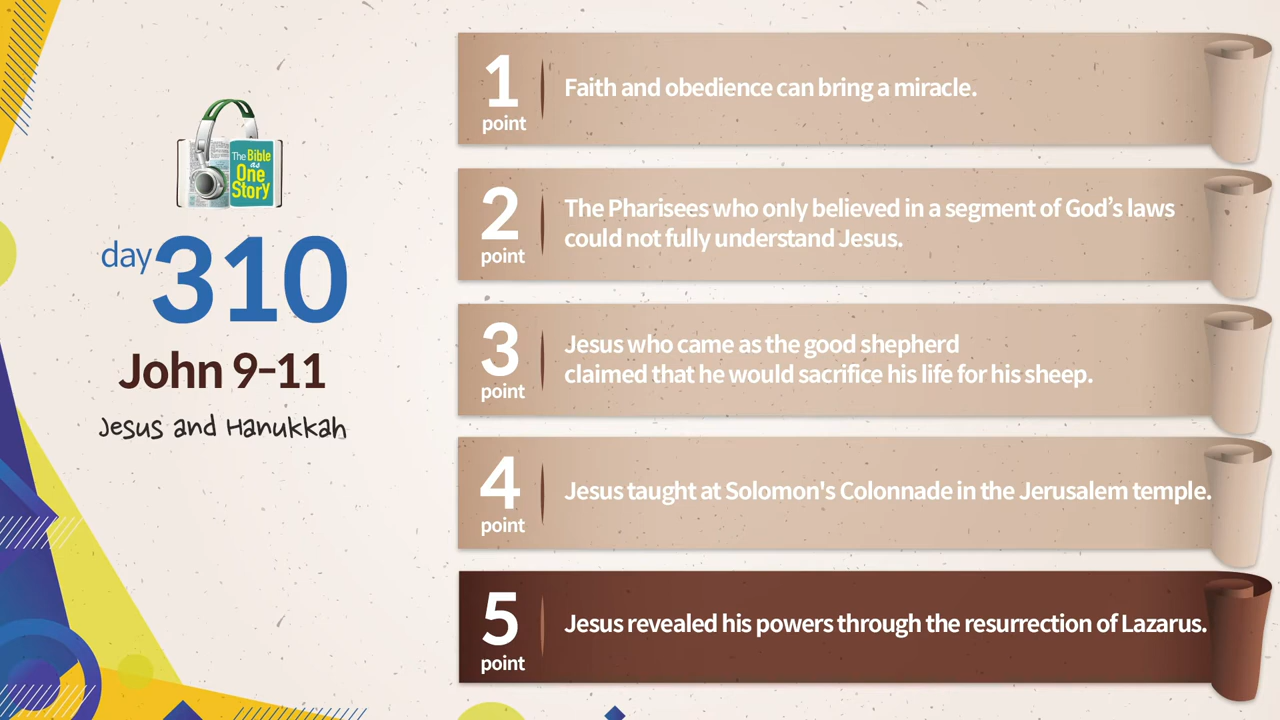 The Bible
as
One
Story
day 310
John 9–11
Jesus and Hanukkah
1
point
Faith and obedience can bring a miracle.
2
point
The Pharisees who only believed in a segment of God’s laws
could not fully understand Jesus.
3
point
Jesus who came as the good shepherd
claimed that he would sacrifice his life for his sheep.
4
point
Jesus taught at Solomon's Colonnade in the Jerusalem temple.
5
point
Jesus revealed his powers through the resurrection of Lazarus.